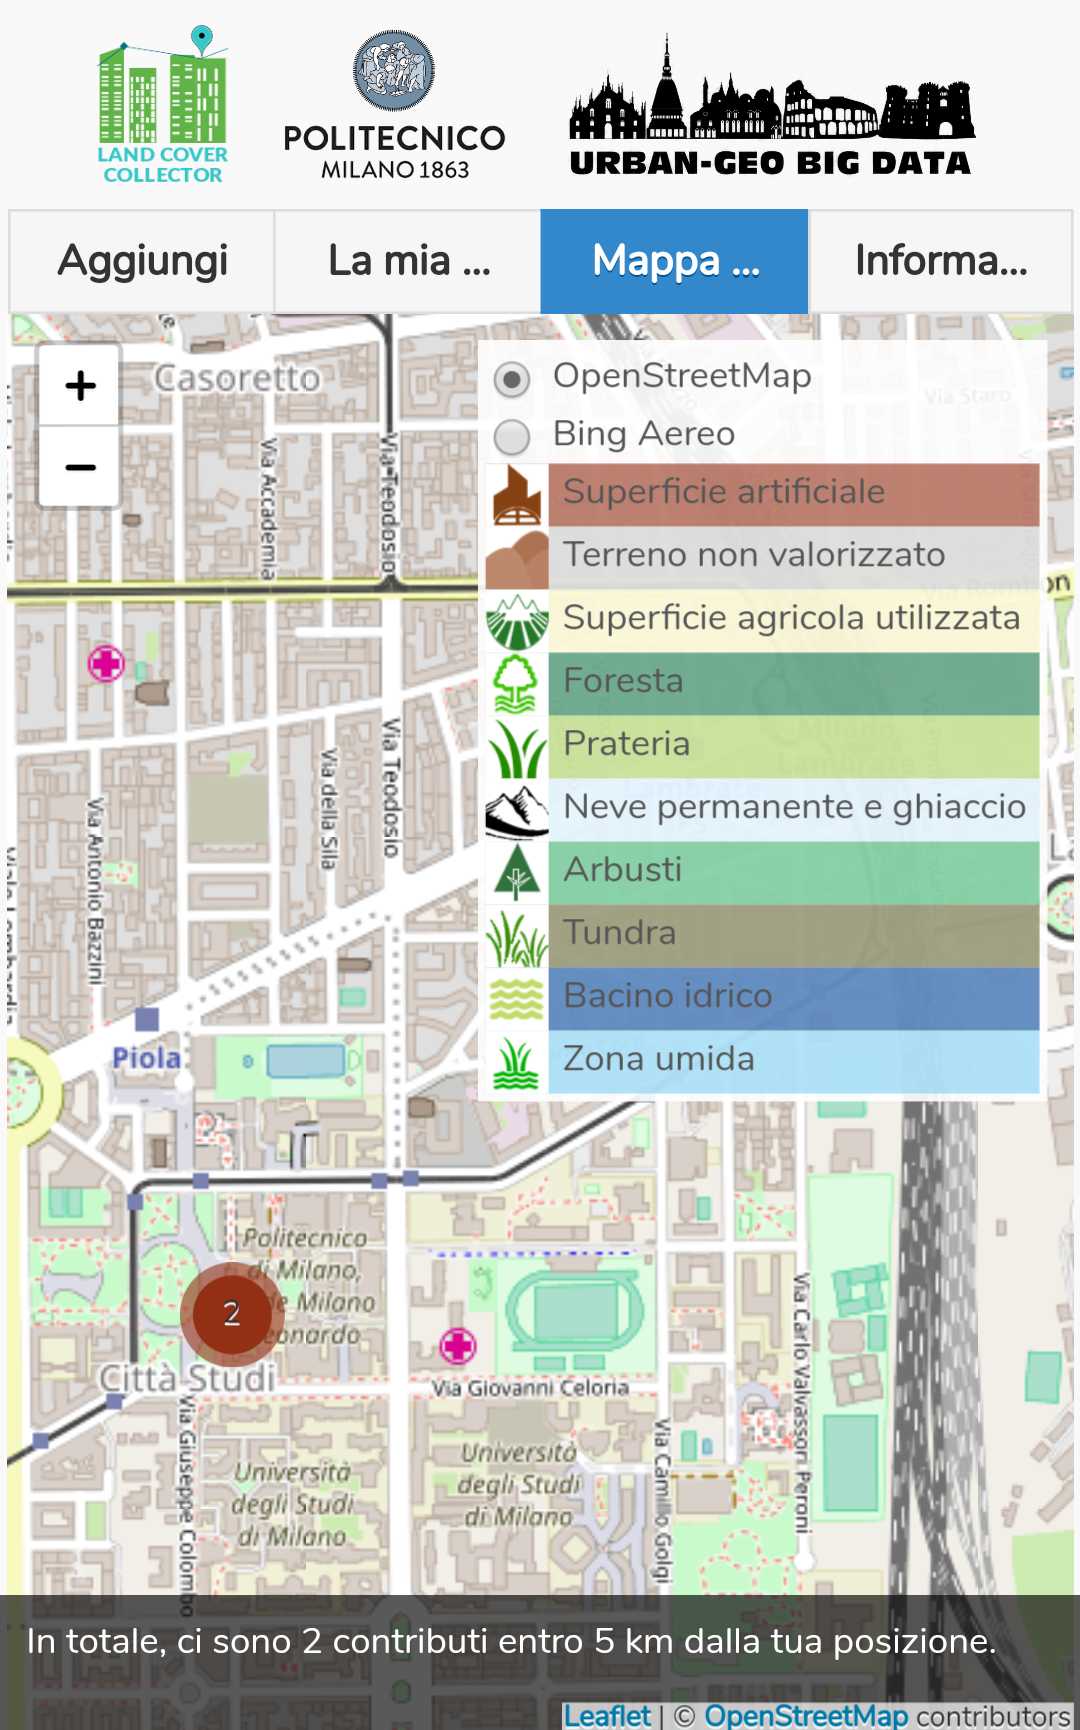 LAND COVER
COLLECTOR
POLITECNICO
MILANO 1863
URBAN-GEO BIG DATA
Aggiungi
La mia ...
Mappa ...
Informa...
+
−
Casoretto
OpenStreetMap
Bing Aereo
Superficie artificiale
Terreno non valorizzato
Superficie agricola utilizzata
Foresta
Prateria
Neve permanente e ghiaccio
Arbusti
Tundra
Bacino idrico
Zona umida
Via Staro
Via Accademia
Via Teodosio
Via Teodosio
Via della Sila
Via Antonio Bazzini
Piola
Politecnico
di Milano,
Milano
2
Città Studi
Via Giovanni Celoria
Via Carlo Valvassori Peroni
Via Giuseppe Colombo
Via Camillo Golgi
Università
degli Studi
di Milano
Università
degli Studi
di Milano
In totale, ci sono 2 contributi entro 5 km dalla tua posizione.
Leaflet | © OpenStreetMap contributors